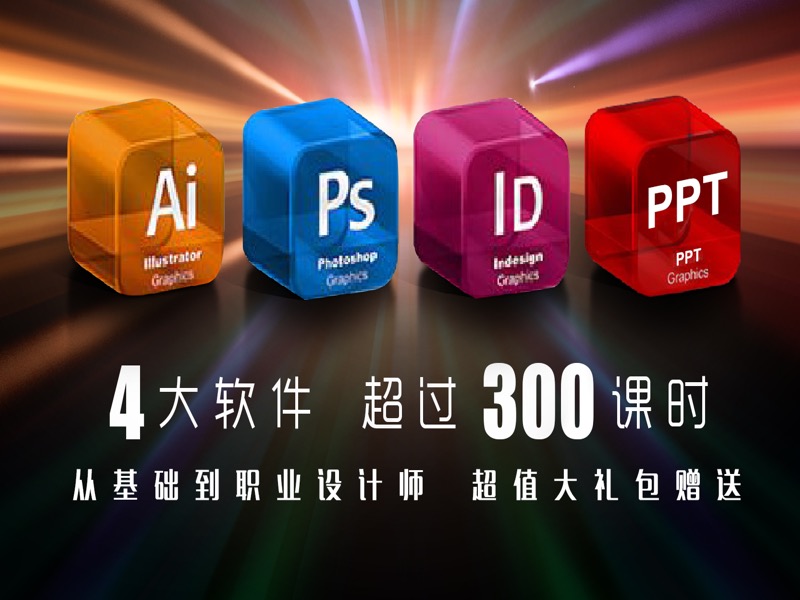 Ai
Illustrator
Graphics
Ps
Photoshop
Graphics
ID
Indesign
Graphics
PPT
PPT
Graphics
4大软件 超过300课时
从基础到职业设计师 超值大礼包赠送